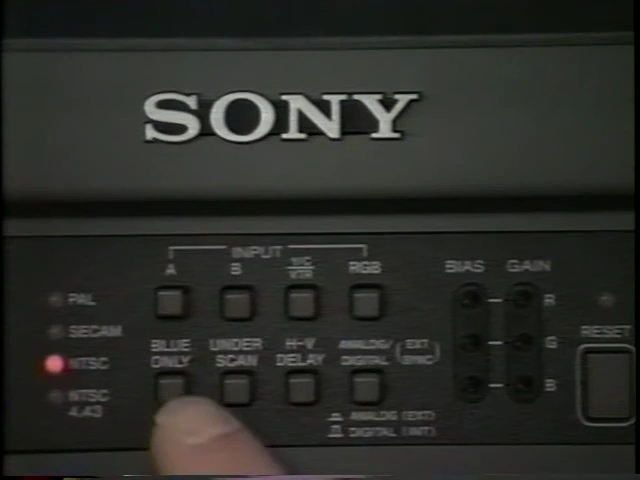 SONY
INPUT
A B Y/C VTR RGB
BIAS GAIN
PAL
SECAM
NTSC
NTSC 4.43
BLUE ONLY
UNDER SCAN
H-V DELAY
ANALOG/ DIGITAL (EXT SYNC)
ANALOG (EXT)
DIGITAL (INT)
R
G
B
RESET